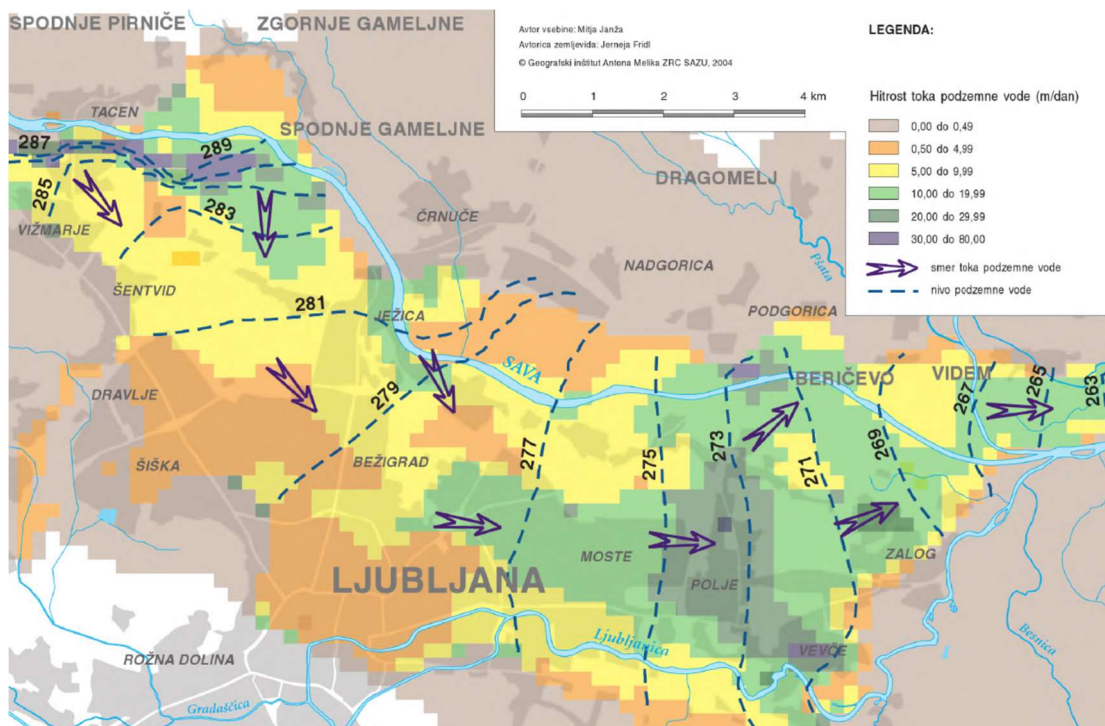 SPODNJE PIRNIČE
ZGORNJE GAMELJNE
Avtor vsebine: Mitja Janža
Avtorica zemljevida: Jerneja Fridl
© Geografski inštitut Antona Melika ZRC SAZU, 2004
0 1 2 3 4 km
LEGENDA:
Hitrost toka podzemne vode (m/dan)
0,00 do 0,49
0,50 do 4,99
5,00 do 9,99
10,00 do 19,99
20,00 do 29,99
30,00 do 80,00
smer toka podzemne vode
nivo podzemne vode
TACEN
SPODNJE GAMELJNE
287
289
285
283
VIŽMARJE
DRAGOMELJ
ČRNUČE
Pšata
NADGORICA
ŠENTVID
281
JEŽICA
PODGORICA
SAVA
BERIČEVO
VIDEM
267
265
263
DRAVLJE
279
277
275
273
271
269
ŠIŠKA
BEŽIGRAD
MOSTE
POLJE
ZALOG
LJUBLJANA
Ljubljanica
VEVČE
Besnica
ROŽNA DOLINA
Gradaščica